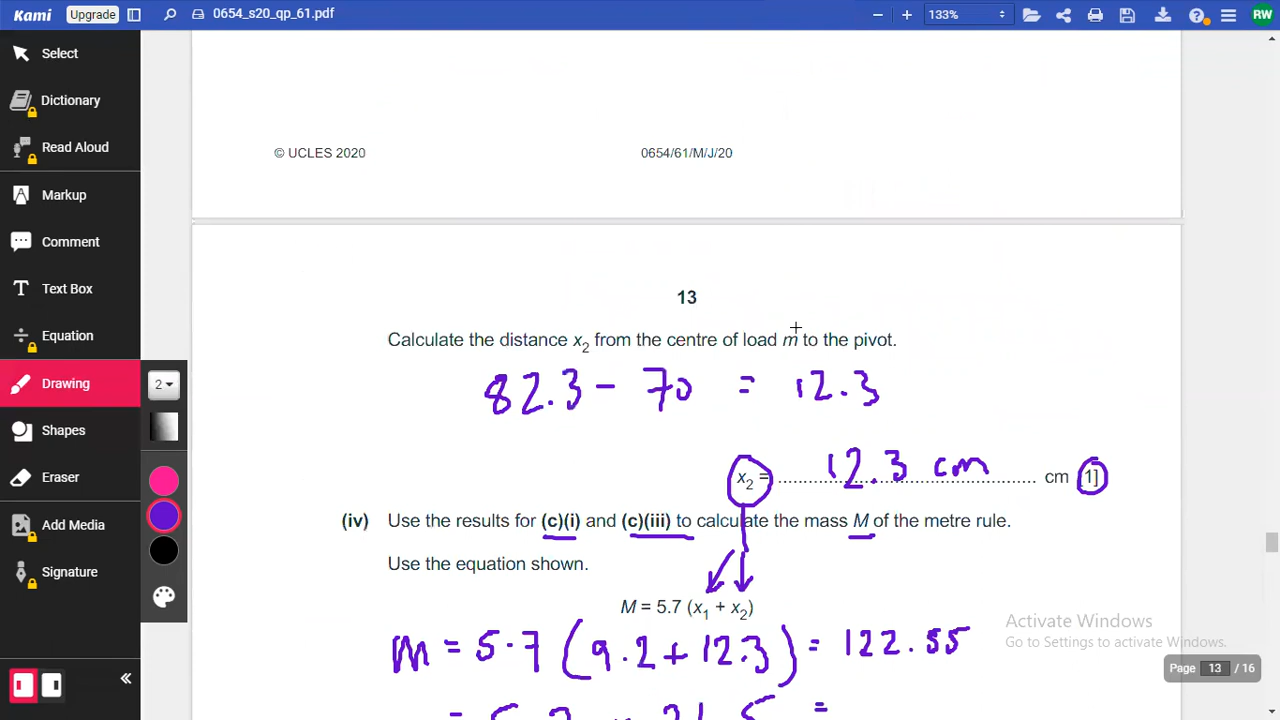 Kami Upgrade 0654_s20_qp_61.pdf 133% RW
Select
Dictionary
Read Aloud
Markup
Comment
Text Box
Equation
Drawing 2
Shapes
Eraser
Add Media
Signature
© UCLES 2020 0654/61/M/J/20
13
Calculate the distance x₂ from the centre of load m to the pivot.
82.3 - 70 = 12.3
x₂ = 12.3 cm cm [1]
(iv) Use the results for (c)(i) and (c)(iii) to calculate the mass M of the metre rule.
Use the equation shown.
M = 5.7 (x₁ + x₂)
M = 5.7 (9.2 + 12.3) = 122.55
= 5.7 × 21.5 =
Activate Windows
Go to Settings to activate Windows.
Page 13 / 16